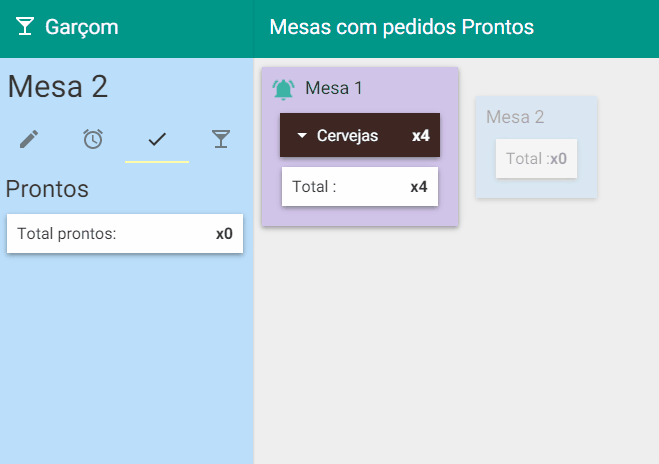 Garçom
Mesas com pedidos Prontos
Mesa 2
Prontos
Total prontos: x0
Mesa 1
Cervejas x4
Total : x4
Mesa 2
Total :x0